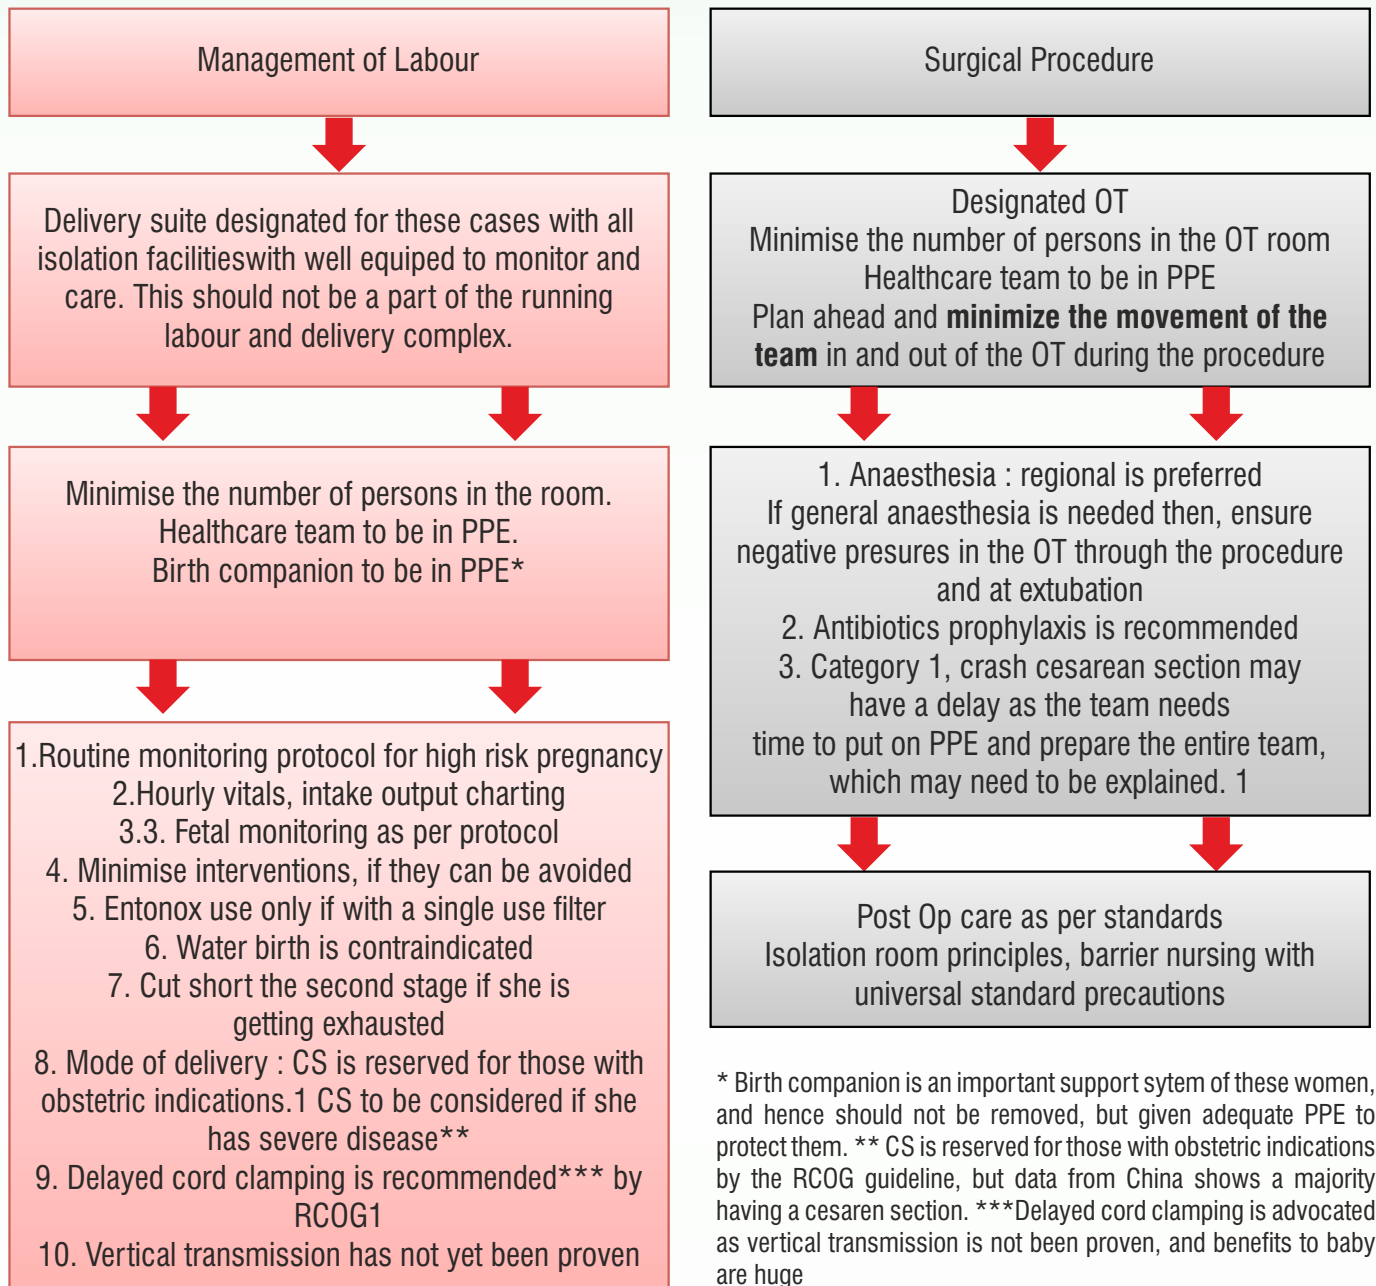 Management of Labour
Delivery suite designated for these cases with all
isolation facilitieswith well equiped to monitor and
care. This should not be a part of the running
labour and delivery complex.
Minimise the number of persons in the room.
Healthcare team to be in PPE.
Birth companion to be in PPE*
1.Routine monitoring protocol for high risk pregnancy
2.Hourly vitals, intake output charting
3.3. Fetal monitoring as per protocol
4. Minimise interventions, if they can be avoided
5. Entonox use only if with a single use filter
6. Water birth is contraindicated
7. Cut short the second stage if she is
getting exhausted
8. Mode of delivery : CS is reserved for those with
obstetric indications.1 CS to be considered if she
has severe disease**
9. Delayed cord clamping is recommended*** by
RCOG1
10. Vertical transmission has not yet been proven
Surgical Procedure
Designated OT
Minimise the number of persons in the OT room
Healthcare team to be in PPE
Plan ahead and minimize the movement of the
team in and out of the OT during the procedure
1. Anaesthesia : regional is preferred
If general anaesthesia is needed then, ensure
negative presures in the OT through the procedure
and at extubation
2. Antibiotics prophylaxis is recommended
3. Category 1, crash cesarean section may
have a delay as the team needs
time to put on PPE and prepare the entire team,
which may need to be explained. 1
Post Op care as per standards
Isolation room principles, barrier nursing with
universal standard precautions
* Birth companion is an important support sytem of these women,
and hence should not be removed, but given adequate PPE to
protect them. ** CS is reserved for those with obstetric indications
by the RCOG guideline, but data from China shows a majority
having a cesaren section. ***Delayed cord clamping is advocated
as vertical transmission is not been proven, and benefits to baby
are huge